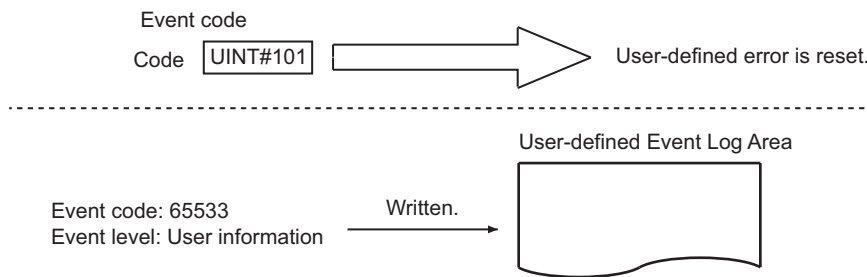 Event code
Code UINT#101 User-defined error is reset.
User-defined Event Log Area
Event code: 65533
Event level: User information
Written.